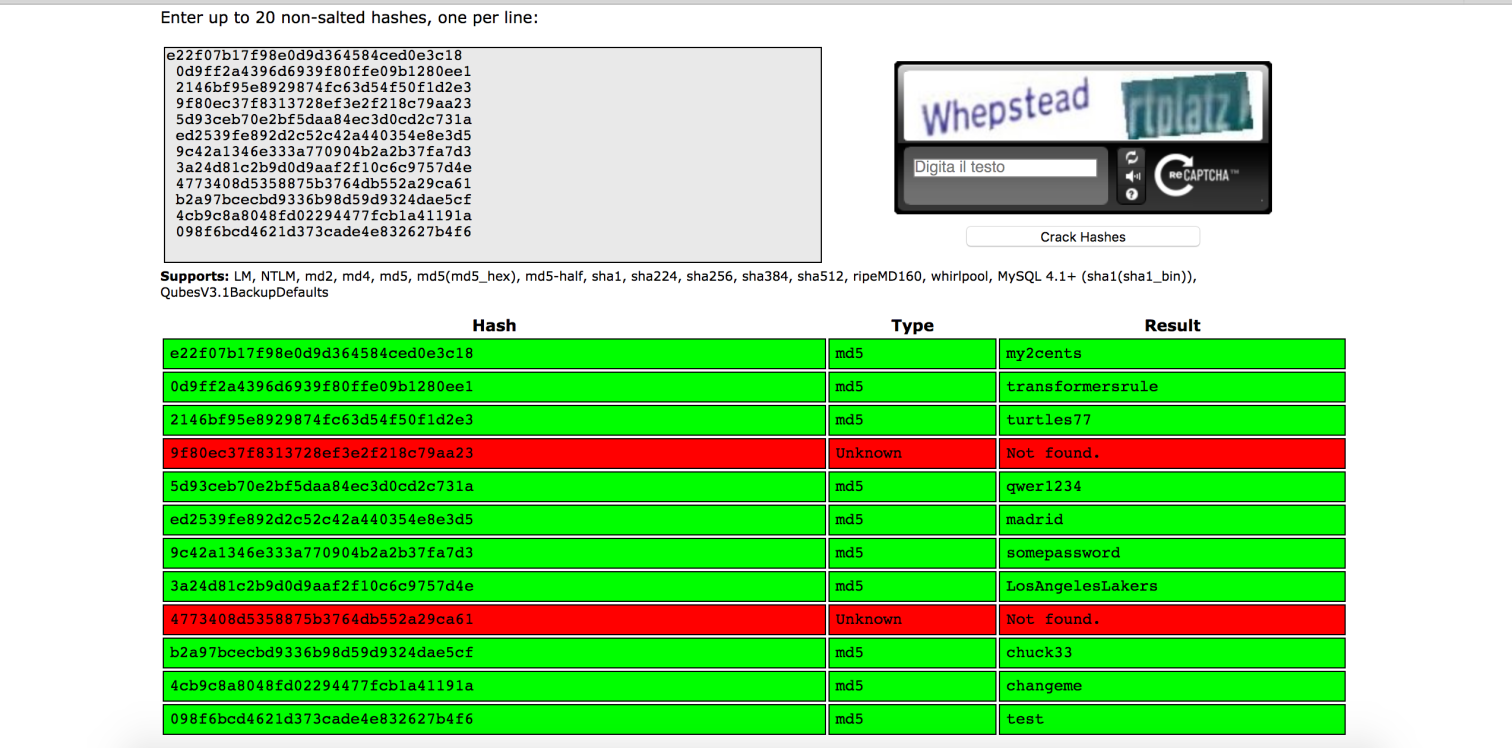 Enter up to 20 non-salted hashes, one per line:
e22f07b17f98e0d9d364584ced0e3c18
0d9ff2a4396d6939f80ffe09b1280ee1
2146bf95e8929874fc63d54f50f1d2e3
9f80ec37f8313728ef3e2f218c79aa23
5d93ceb70e2bf5daa84ec3d0cd2c731a
ed2539fe892d2c52c42a440354e8e3d5
9c42a1346e333a770904b2a2b37fa7d3
3a24d81c2b9d0d9aaf2f10c6c9757d4e
4773408d5358875b3764db552a29ca61
b2a97bcecbd9336b98d59d9324dae5cf
4cb9c8a8048fd02294477fcb1a41191a
098f6bcd4621d373cade4e832627b4f6
Whepstead rtplatz
Digita il testo
reCAPTCHA™
Crack Hashes
Supports: LM, NTLM, md2, md4, md5, md5(md5_hex), md5-half, sha1, sha224, sha256, sha384, sha512, ripeMD160, whirlpool, MySQL 4.1+ (sha1(sha1_bin)),
QubesV3.1BackupDefaults
Hash Type Result
e22f07b17f98e0d9d364584ced0e3c18 md5 my2cents
0d9ff2a4396d6939f80ffe09b1280ee1 md5 transformersrule
2146bf95e8929874fc63d54f50f1d2e3 md5 turtles77
9f80ec37f8313728ef3e2f218c79aa23 Unknown Not found.
5d93ceb70e2bf5daa84ec3d0cd2c731a md5 qwer1234
ed2539fe892d2c52c42a440354e8e3d5 md5 madrid
9c42a1346e333a770904b2a2b37fa7d3 md5 somepassword
3a24d81c2b9d0d9aaf2f10c6c9757d4e md5 LosAngelesLakers
4773408d5358875b3764db552a29ca61 Unknown Not found.
b2a97bcecbd9336b98d59d9324dae5cf md5 chuck33
4cb9c8a8048fd02294477fcb1a41191a md5 changeme
098f6bcd4621d373cade4e832627b4f6 md5 test